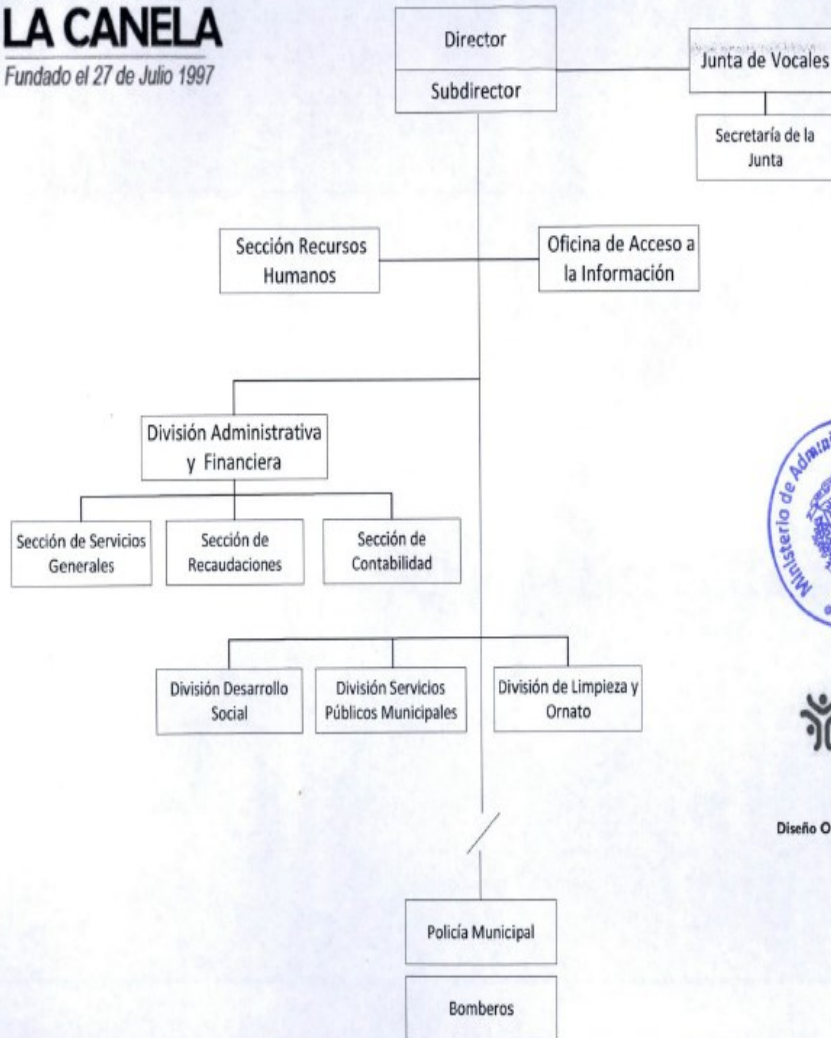 LA CANELA
Fundado el 27 de Julio 1997
Director
Subdirector
Junta de Vocales
Secretaría de la
Junta
Sección Recursos
Humanos
Oficina de Acceso a
la Información
División Administrativa
y Financiera
Sección de Servicios
Generales
Sección de
Recaudaciones
Sección de
Contabilidad
División Desarrollo
Social
División Servicios
Públicos Municipales
División de Limpieza y
Ornato
Ministerio de
Diseño
Policía Municipal
Bomberos